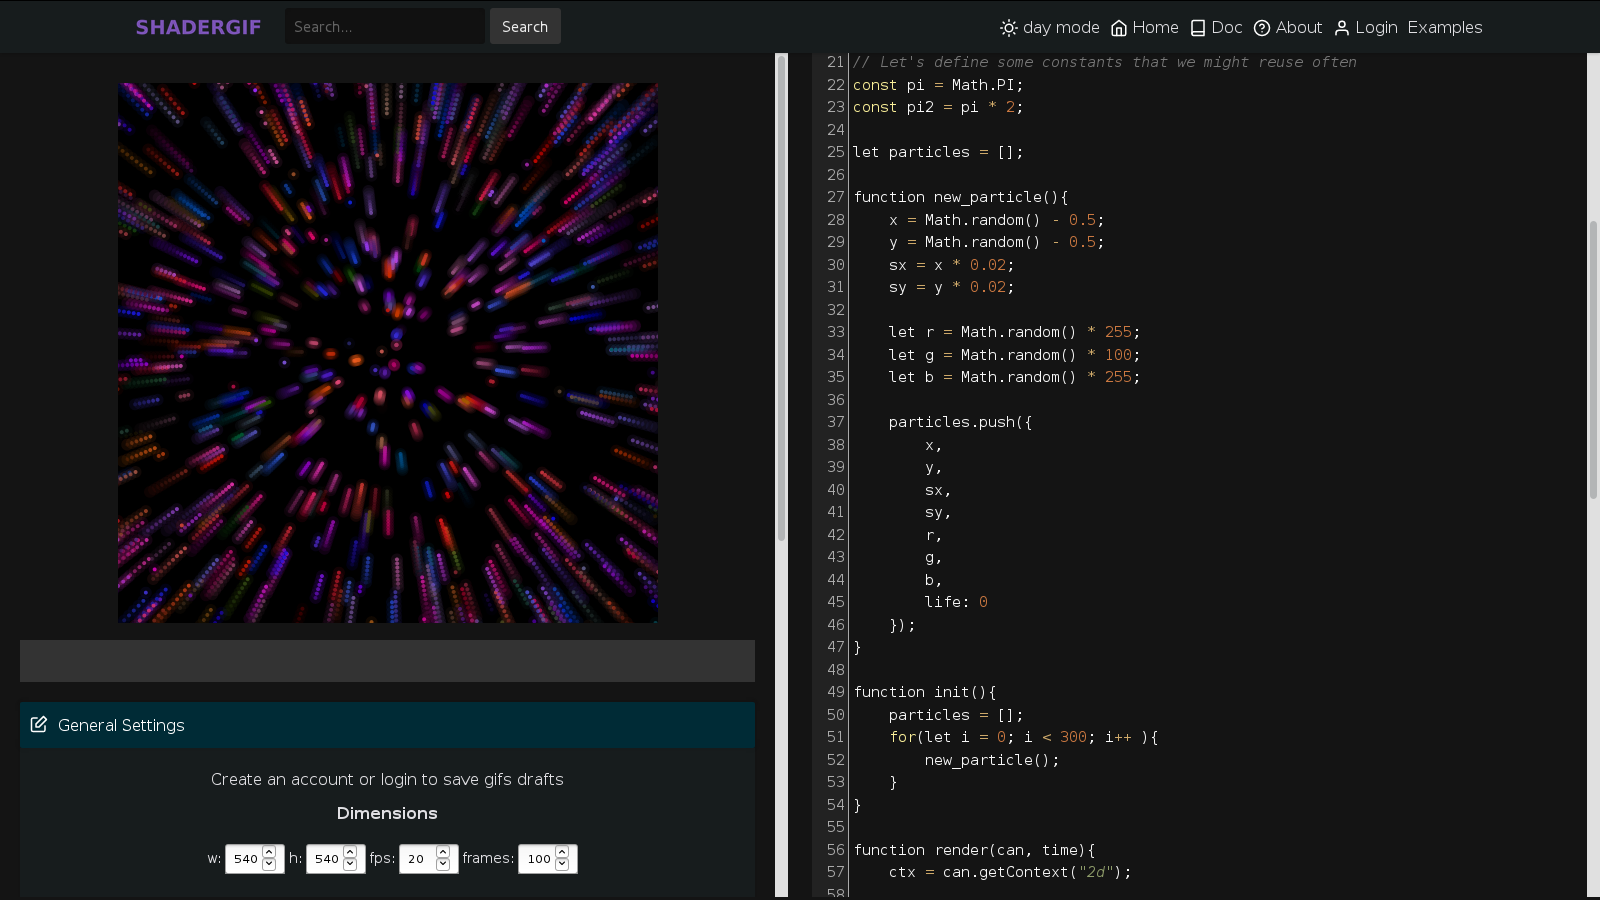 SHADERGIF
Search...
Search
day mode
Home
Doc
About
Login
Examples
General Settings
Create an account or login to save gifs drafts
Dimensions
w: 540 h: 540 fps: 20 frames: 100
21 // Let's define some constants that we might reuse often
22 const pi = Math.PI;
23 const pi2 = pi * 2;
24
25 let particles = [];
26
27 function new_particle(){
28     x = Math.random() - 0.5;
29     y = Math.random() - 0.5;
30     sx = x * 0.02;
31     sy = y * 0.02;
32
33     let r = Math.random() * 255;
34     let g = Math.random() * 100;
35     let b = Math.random() * 255;
36
37     particles.push({
38         x,
39         y,
40         sx,
41         sy,
42         r,
43         g,
44         b,
45         life: 0
46     });
47 }
48
49 function init(){
50     particles = [];
51     for(let i = 0; i < 300; i++ ){
52         new_particle();
53     }
54 }
55
56 function render(can, time){
57     ctx = can.getContext("2d");
58